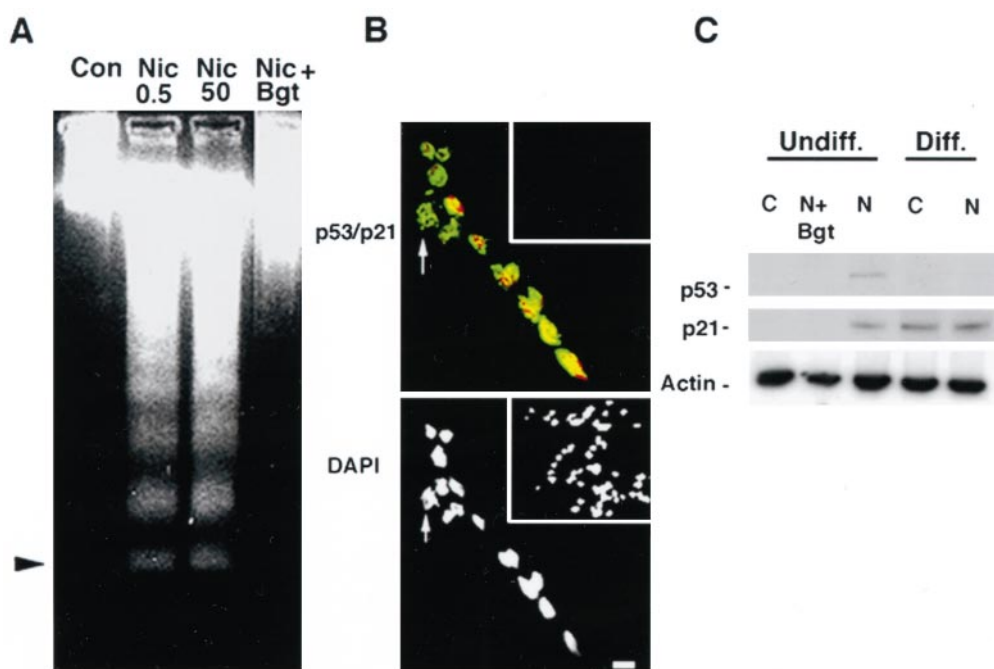 A
Con Nic Nic Nic +
0.5 50 Bgt
B
p53/p21
DAPI
C
Undiff. Diff.
C N+ N C N
Bgt
p53 -
p21 -
Actin -